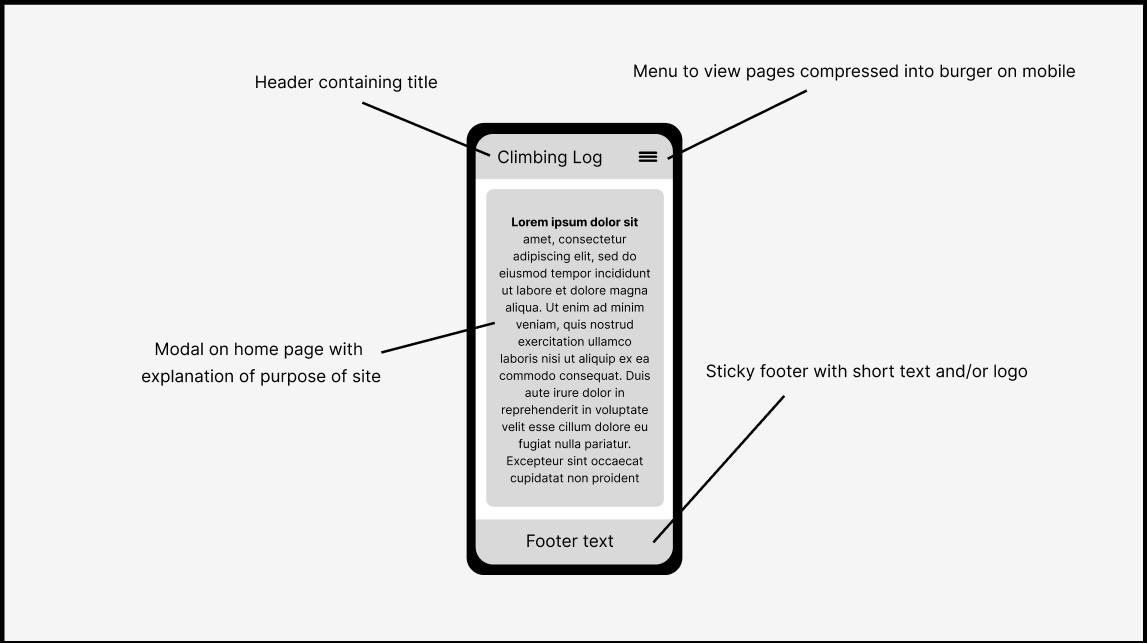 Header containing title
Menu to view pages compressed into burger on mobile
Climbing Log
Lorem ipsum dolor sit
amet, consectetur
adipiscing elit, sed do
eiusmod tempor incididunt
ut labore et dolore magna
aliqua. Ut enim ad minim
veniam, quis nostrud
exercitation ullamco
laboris nisi ut aliquip ex ea
commodo consequat. Duis
aute irure dolor in
reprehenderit in voluptate
velit esse cillum dolore eu
fugiat nulla pariatur.
Excepteur sint occaecat
cupidatat non proident
Modal on home page with
explanation of purpose of site
Sticky footer with short text and/or logo
Footer text